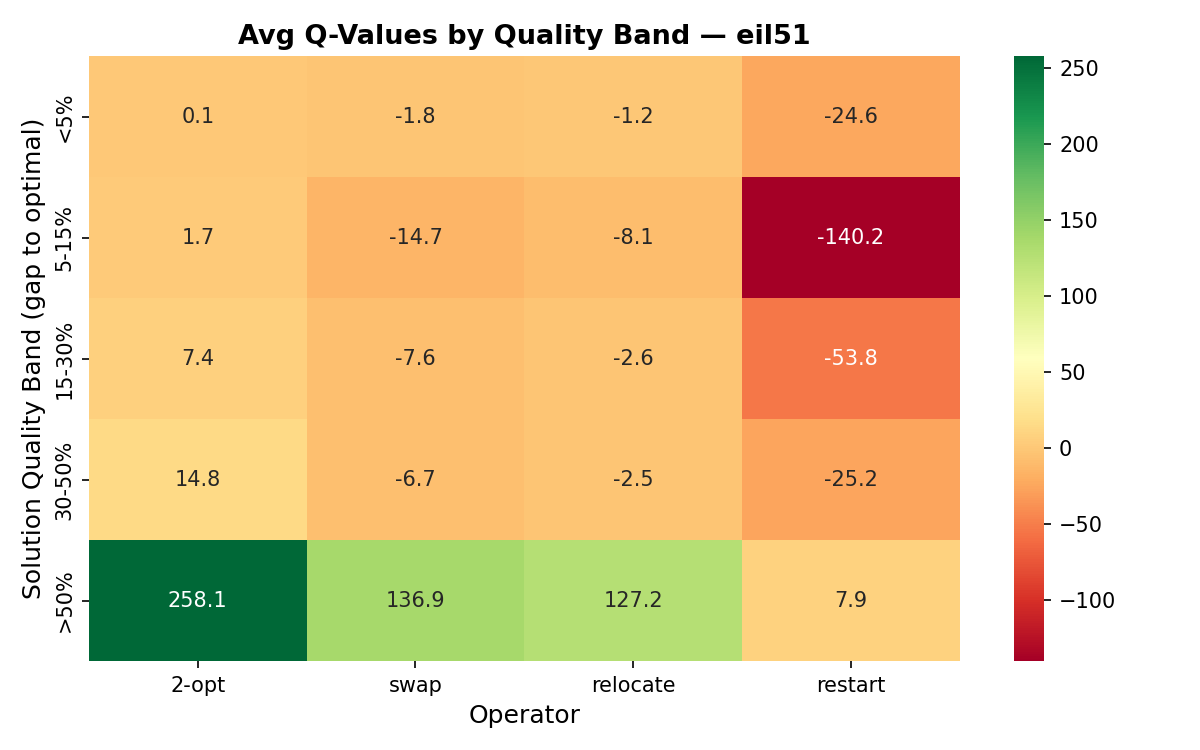 Avg Q-Values by Quality Band — eil51
Solution Quality Band (gap to optimal)
<5% 0.1 -1.8 -1.2 -24.6
5-15% 1.7 -14.7 -8.1 -140.2
15-30% 7.4 -7.6 -2.6 -53.8
30-50% 14.8 -6.7 -2.5 -25.2
>50% 258.1 136.9 127.2 7.9
2-opt swap relocate restart
Operator
250
200
150
100
50
0
−50
−100